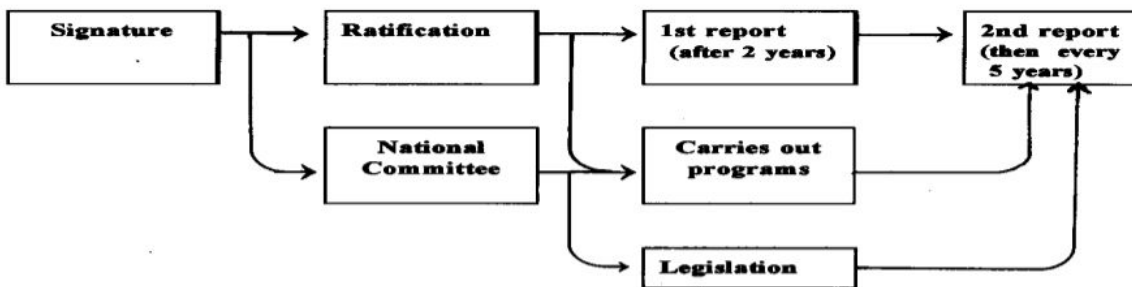 Signature
Ratification
1st report
(after 2 years)
2nd report
(then every
5 years)
National
Committee
Carries out
programs
Legislation